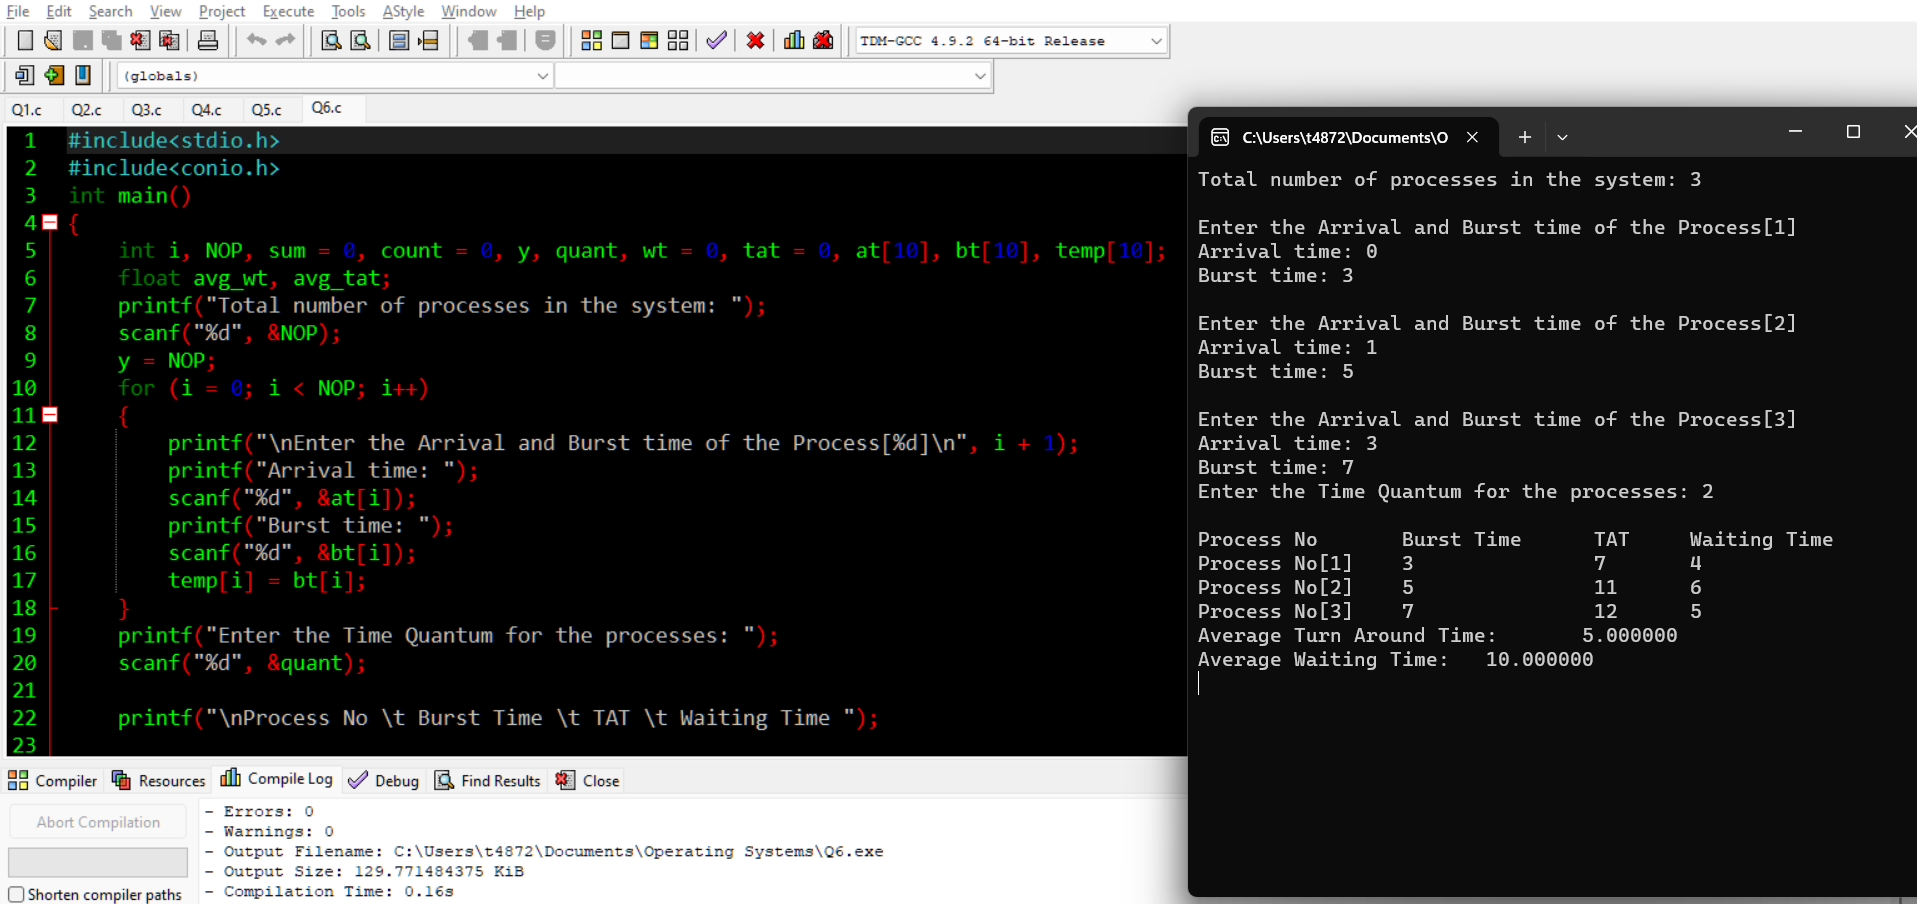 File Edit Search View Project Execute Tools AStyle Window Help
TDM-GCC 4.9.2 64-bit Release
(globals)
Q1.c Q2.c Q3.c Q4.c Q5.c Q6.c
1 #include<stdio.h>
2 #include<conio.h>
3 int main()
4 {
5 int i, NOP, sum = 0, count = 0, y, quant, wt = 0, tat = 0, at[10], bt[10], temp[10];
6 float avg_wt, avg_tat;
7 printf("Total number of processes in the system: ");
8 scanf("%d", &NOP);
9 y = NOP;
10 for (i = 0; i < NOP; i++)
11 {
12 printf("\nEnter the Arrival and Burst time of the Process[%d]\n", i + 1);
13 printf("Arrival time: ");
14 scanf("%d", &at[i]);
15 printf("Burst time: ");
16 scanf("%d", &bt[i]);
17 temp[i] = bt[i];
18 }
19 printf("Enter the Time Quantum for the processes: ");
20 scanf("%d", &quant);
21
22 printf("\nProcess No \t Burst Time \t TAT \t Waiting Time ");
23
Compiler Resources Compile Log Debug Find Results Close
Abort Compilation
Shorten compiler paths
- Errors: 0
- Warnings: 0
- Output Filename: C:\Users\t4872\Documents\Operating Systems\Q6.exe
- Output Size: 129.771484375 KiB
- Compilation Time: 0.16s
C:\Users\t4872\Documents\O
Total number of processes in the system: 3
Enter the Arrival and Burst time of the Process[1]
Arrival time: 0
Burst time: 3
Enter the Arrival and Burst time of the Process[2]
Arrival time: 1
Burst time: 5
Enter the Arrival and Burst time of the Process[3]
Arrival time: 3
Burst time: 7
Enter the Time Quantum for the processes: 2
Process No Burst Time TAT Waiting Time
Process No[1] 3 7 4
Process No[2] 5 11 6
Process No[3] 7 12 5
Average Turn Around Time: 5.000000
Average Waiting Time: 10.000000